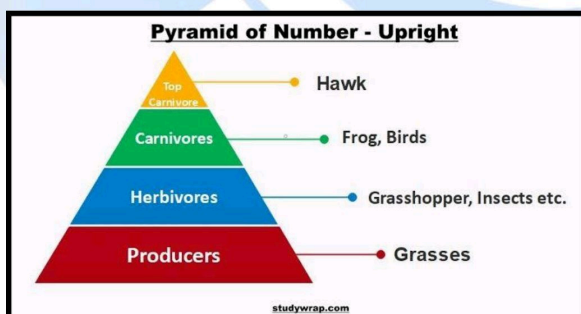 Pyramid of Number - Upright
Top
Carnivore
Hawk
Carnivores
Frog, Birds
Herbivores
Grasshopper, Insects etc.
Producers
Grasses
studywrap.com